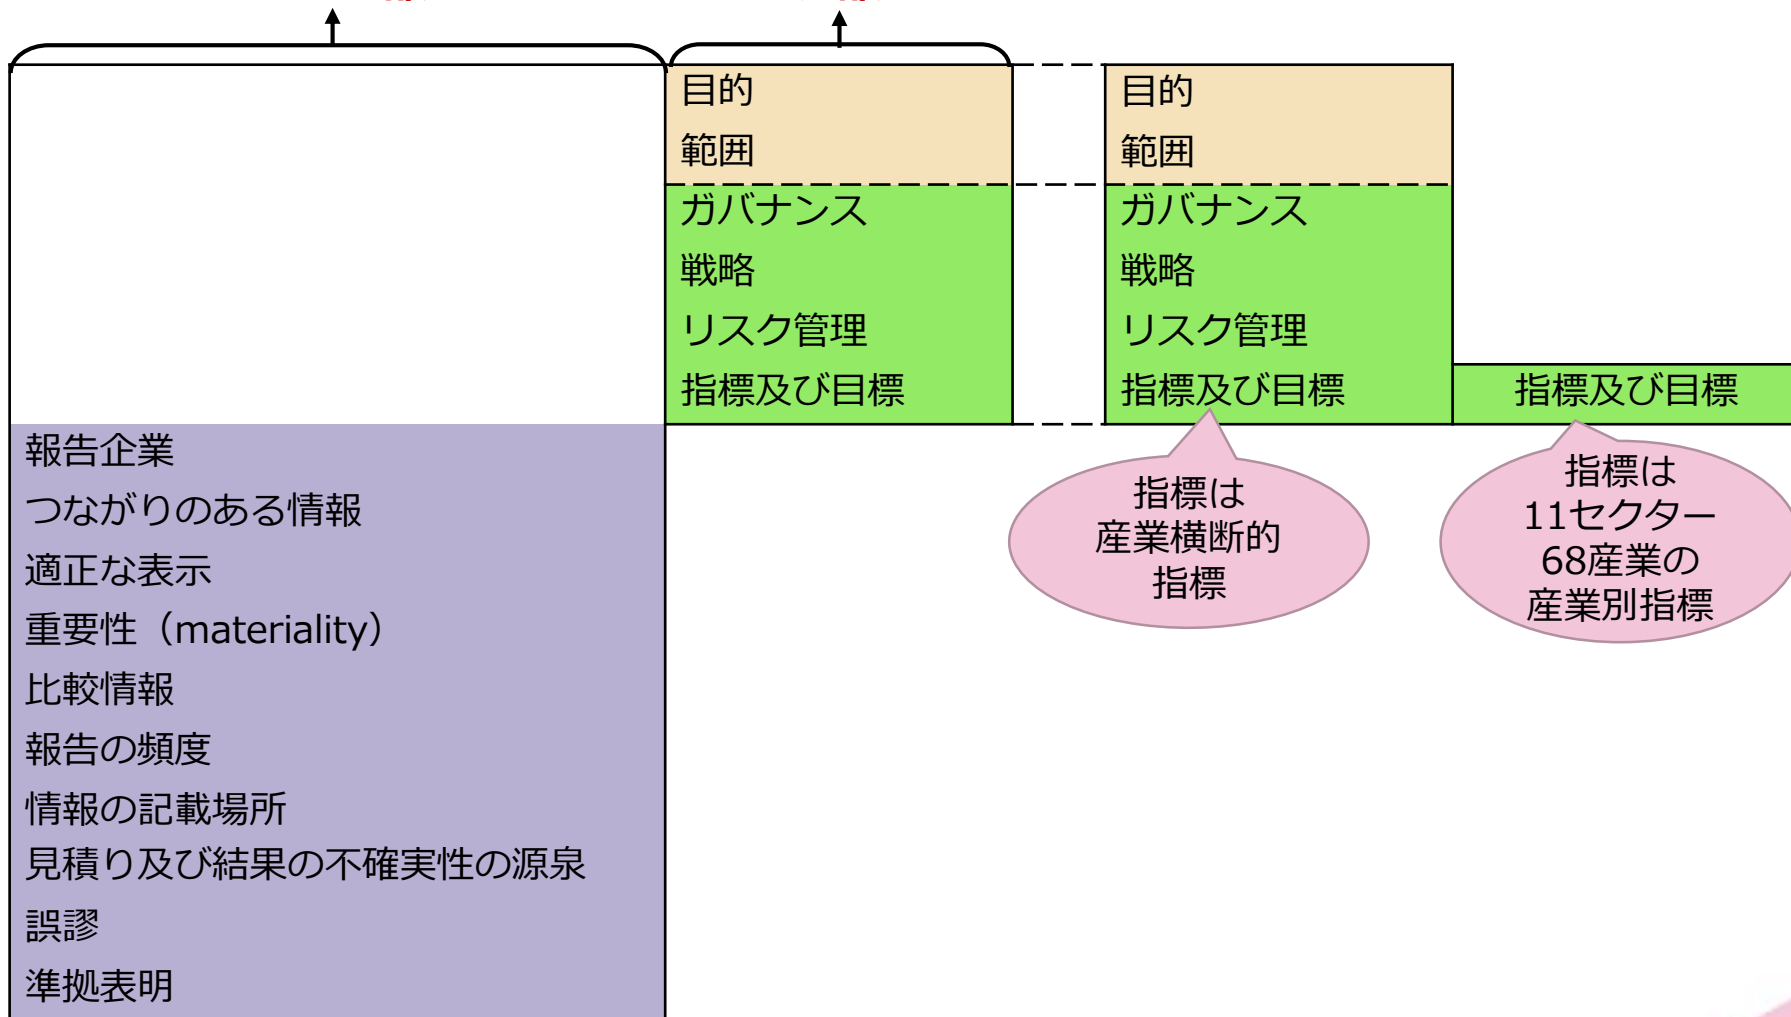 目的
範囲
ガバナンス
戦略
リスク管理
指標及び目標
目的
範囲
ガバナンス
戦略
リスク管理
指標及び目標
指標及び目標
指標は
産業横断的
指標
指標は
11セクター
68産業の
産業別指標
報告企業
つながりのある情報
適正な表示
重要性（materiality）
比較情報
報告の頻度
情報の記載場所
見積り及び結果の不確実性の源泉
誤謬
準拠表明